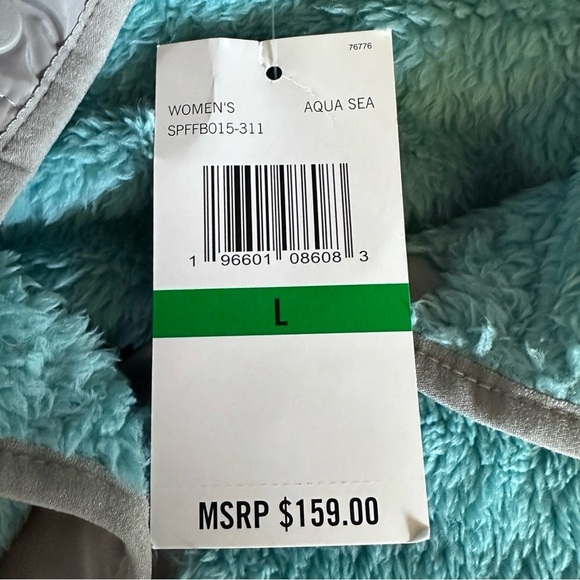 76776
WOMEN'S AQUA SEA
SPFFB015-311
1 96601 08608 3
L
MSRP $159.00